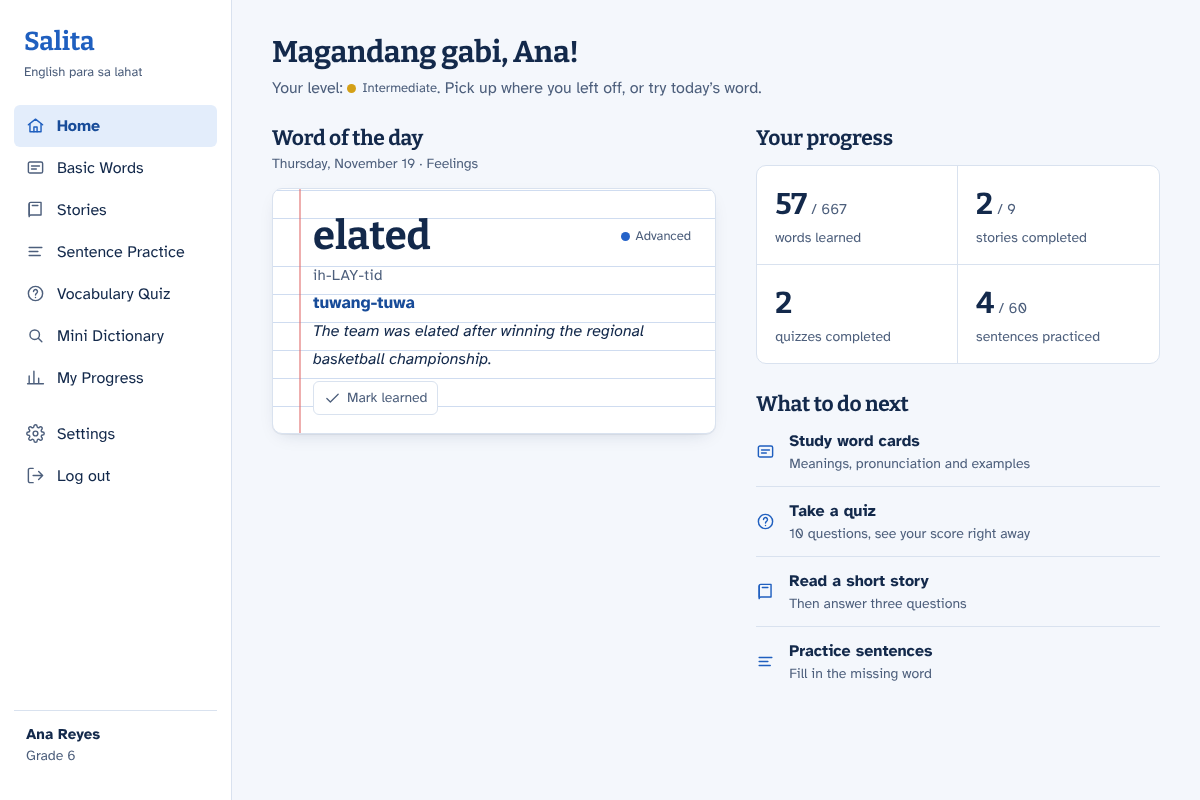 Salita
English para sa lahat
Home
Basic Words
Stories
Sentence Practice
Vocabulary Quiz
Mini Dictionary
My Progress
Settings
Log out
Ana Reyes
Grade 6
Magandang gabi, Ana!
Your level: Intermediate. Pick up where you left off, or try today’s word.
Word of the day
Thursday, November 19 · Feelings
elated
Advanced
ih-LAY-tid
tuwang-tuwa
The team was elated after winning the regional
basketball championship.
Mark learned
Your progress
57 / 667
words learned
2 / 9
stories completed
2
quizzes completed
4 / 60
sentences practiced
What to do next
Study word cards
Meanings, pronunciation and examples
Take a quiz
10 questions, see your score right away
Read a short story
Then answer three questions
Practice sentences
Fill in the missing word